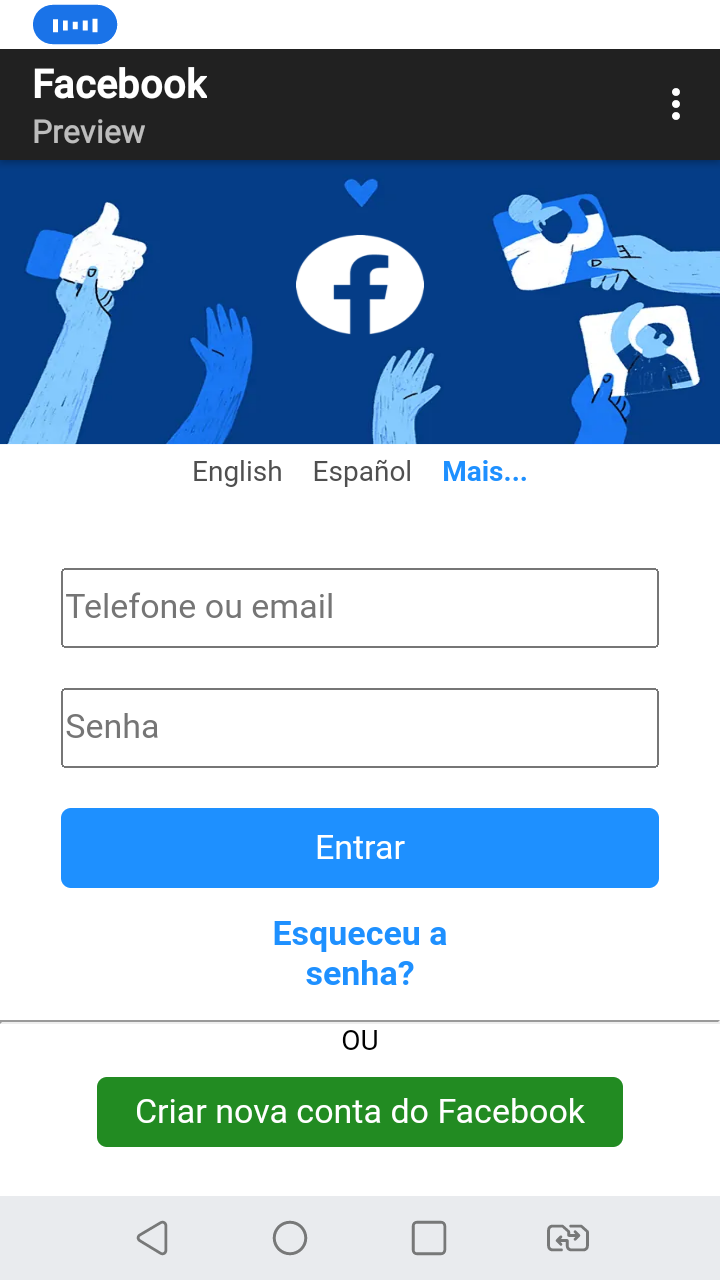 Facebook
Preview
English Español Mais...
Telefone ou email
Senha
Entrar
Esqueceu a
senha?
OU
Criar nova conta do Facebook